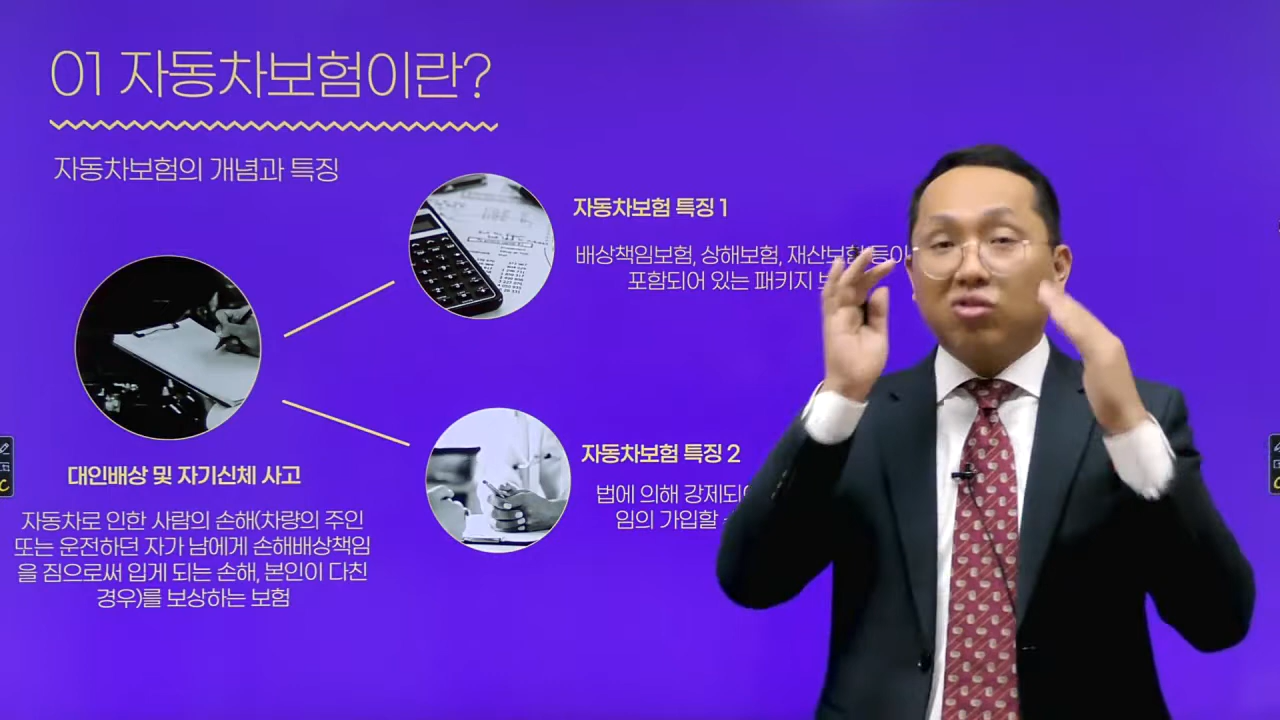 01 자동차보험이란?
자동차보험의 개념과 특징
자동차보험 특징 1
배상책임보험, 상해보험, 재산보험 등이
포함되어 있는 패키지
대인배상 및 자기신체 사고
자동차로 인한 사람의 손해(차량의 주인
또는 운전하던 자가 남에게 손해배상책임
을 짐으로써 입게 되는 손해, 본인이 다친
경우)를 보상하는 보험
자동차보험 특징 2
법에 의해
임의 가입할